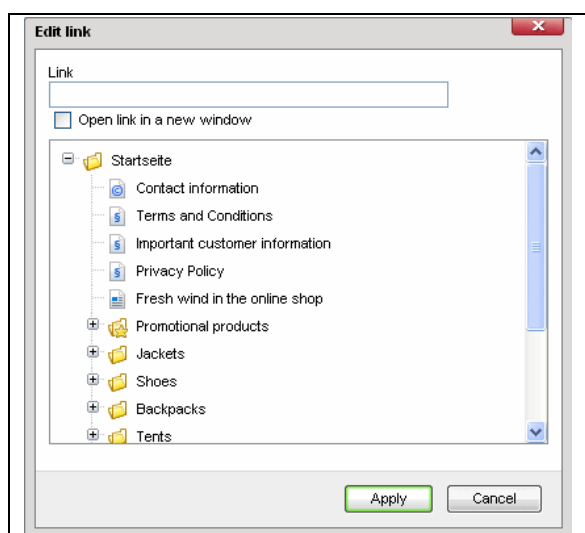 Edit link
Link
Open link in a new window
Startseite
Contact information
Terms and Conditions
Important customer information
Privacy Policy
Fresh wind in the online shop
Promotional products
Jackets
Shoes
Backpacks
Tents
Apply Cancel